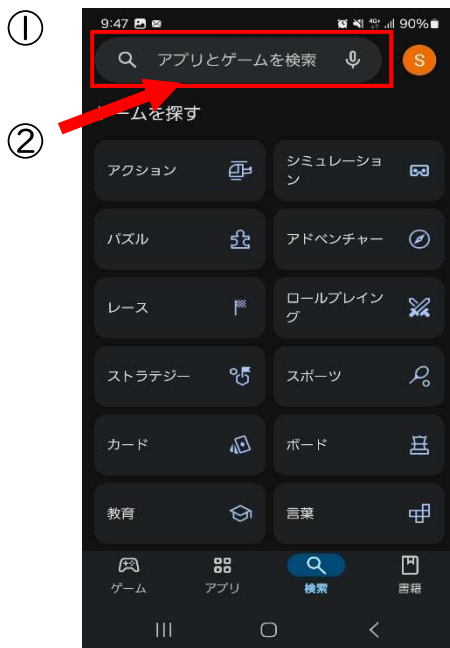 ①
9:47 4G+ 90%
アプリとゲームを検索 S
②
ームを探す
アクション
シミュレーショ
ン
パズル
アドベンチャー
レース
ロールプレイン
グ
ストラテジー
スポーツ
カード
ボード
教育
言葉
ゲーム
アプリ
検索
書籍